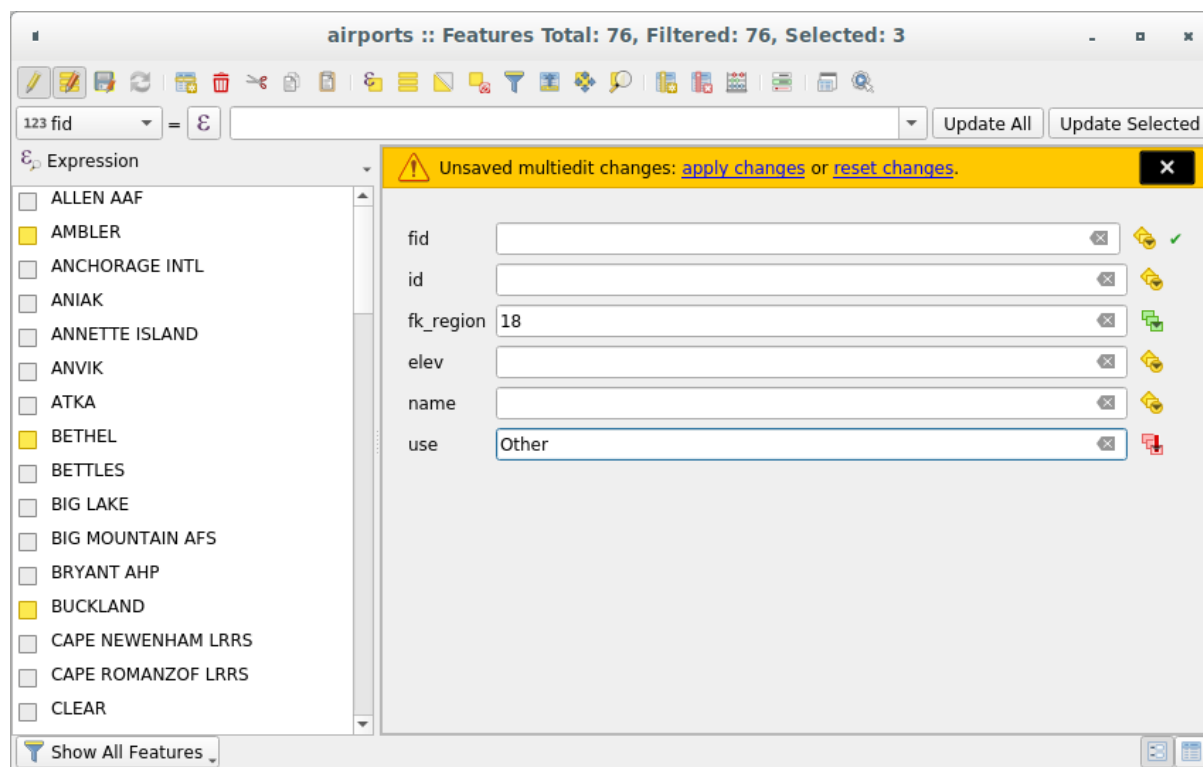 airports :: Features Total: 76, Filtered: 76, Selected: 3
123 fid = ε Update All Update Selected
ε Expression
Unsaved multiedit changes: apply changes or reset changes.
ALLEN AAF
AMBLER
ANCHORAGE INTL
ANIAK
ANNETTE ISLAND
ANVIK
ATKA
BETHEL
BETTLES
BIG LAKE
BIG MOUNTAIN AFS
BRYANT AHP
BUCKLAND
CAPE NEWENHAM LRRS
CAPE ROMANZOF LRRS
CLEAR
fid
id
fk_region 18
elev
name
use Other
Show All Features